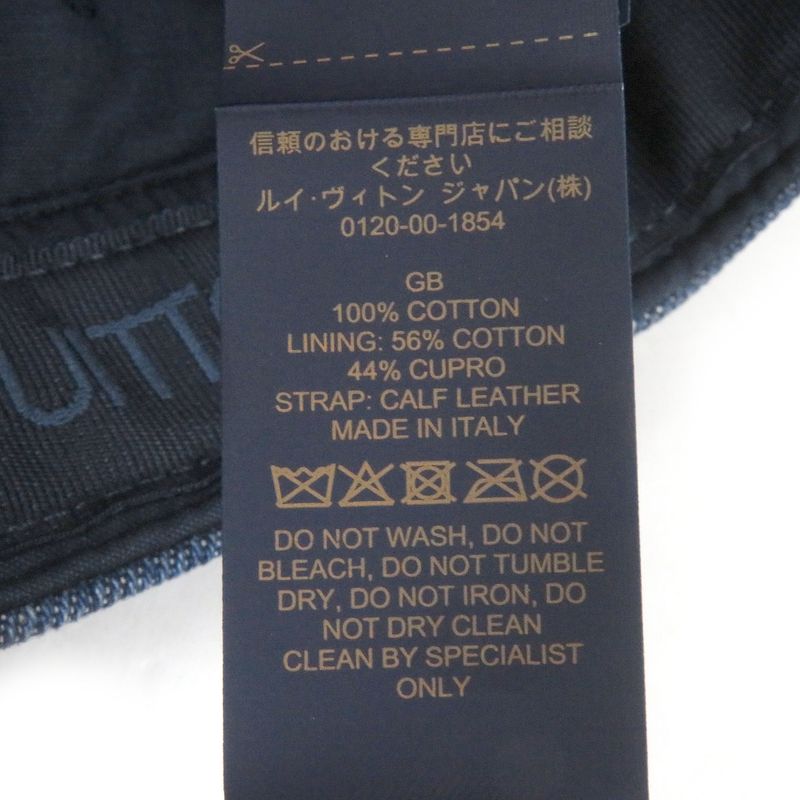 信頼のおける専門店にご相談
ください
ルイ・ヴィトン ジャパン(株)
0120-00-1854
GB
100% COTTON
LINING: 56% COTTON
44% CUPRO
STRAP: CALF LEATHER
MADE IN ITALY
DO NOT WASH, DO NOT
BLEACH, DO NOT TUMBLE
DRY, DO NOT IRON, DO
NOT DRY CLEAN
CLEAN BY SPECIALIST
ONLY
UITT